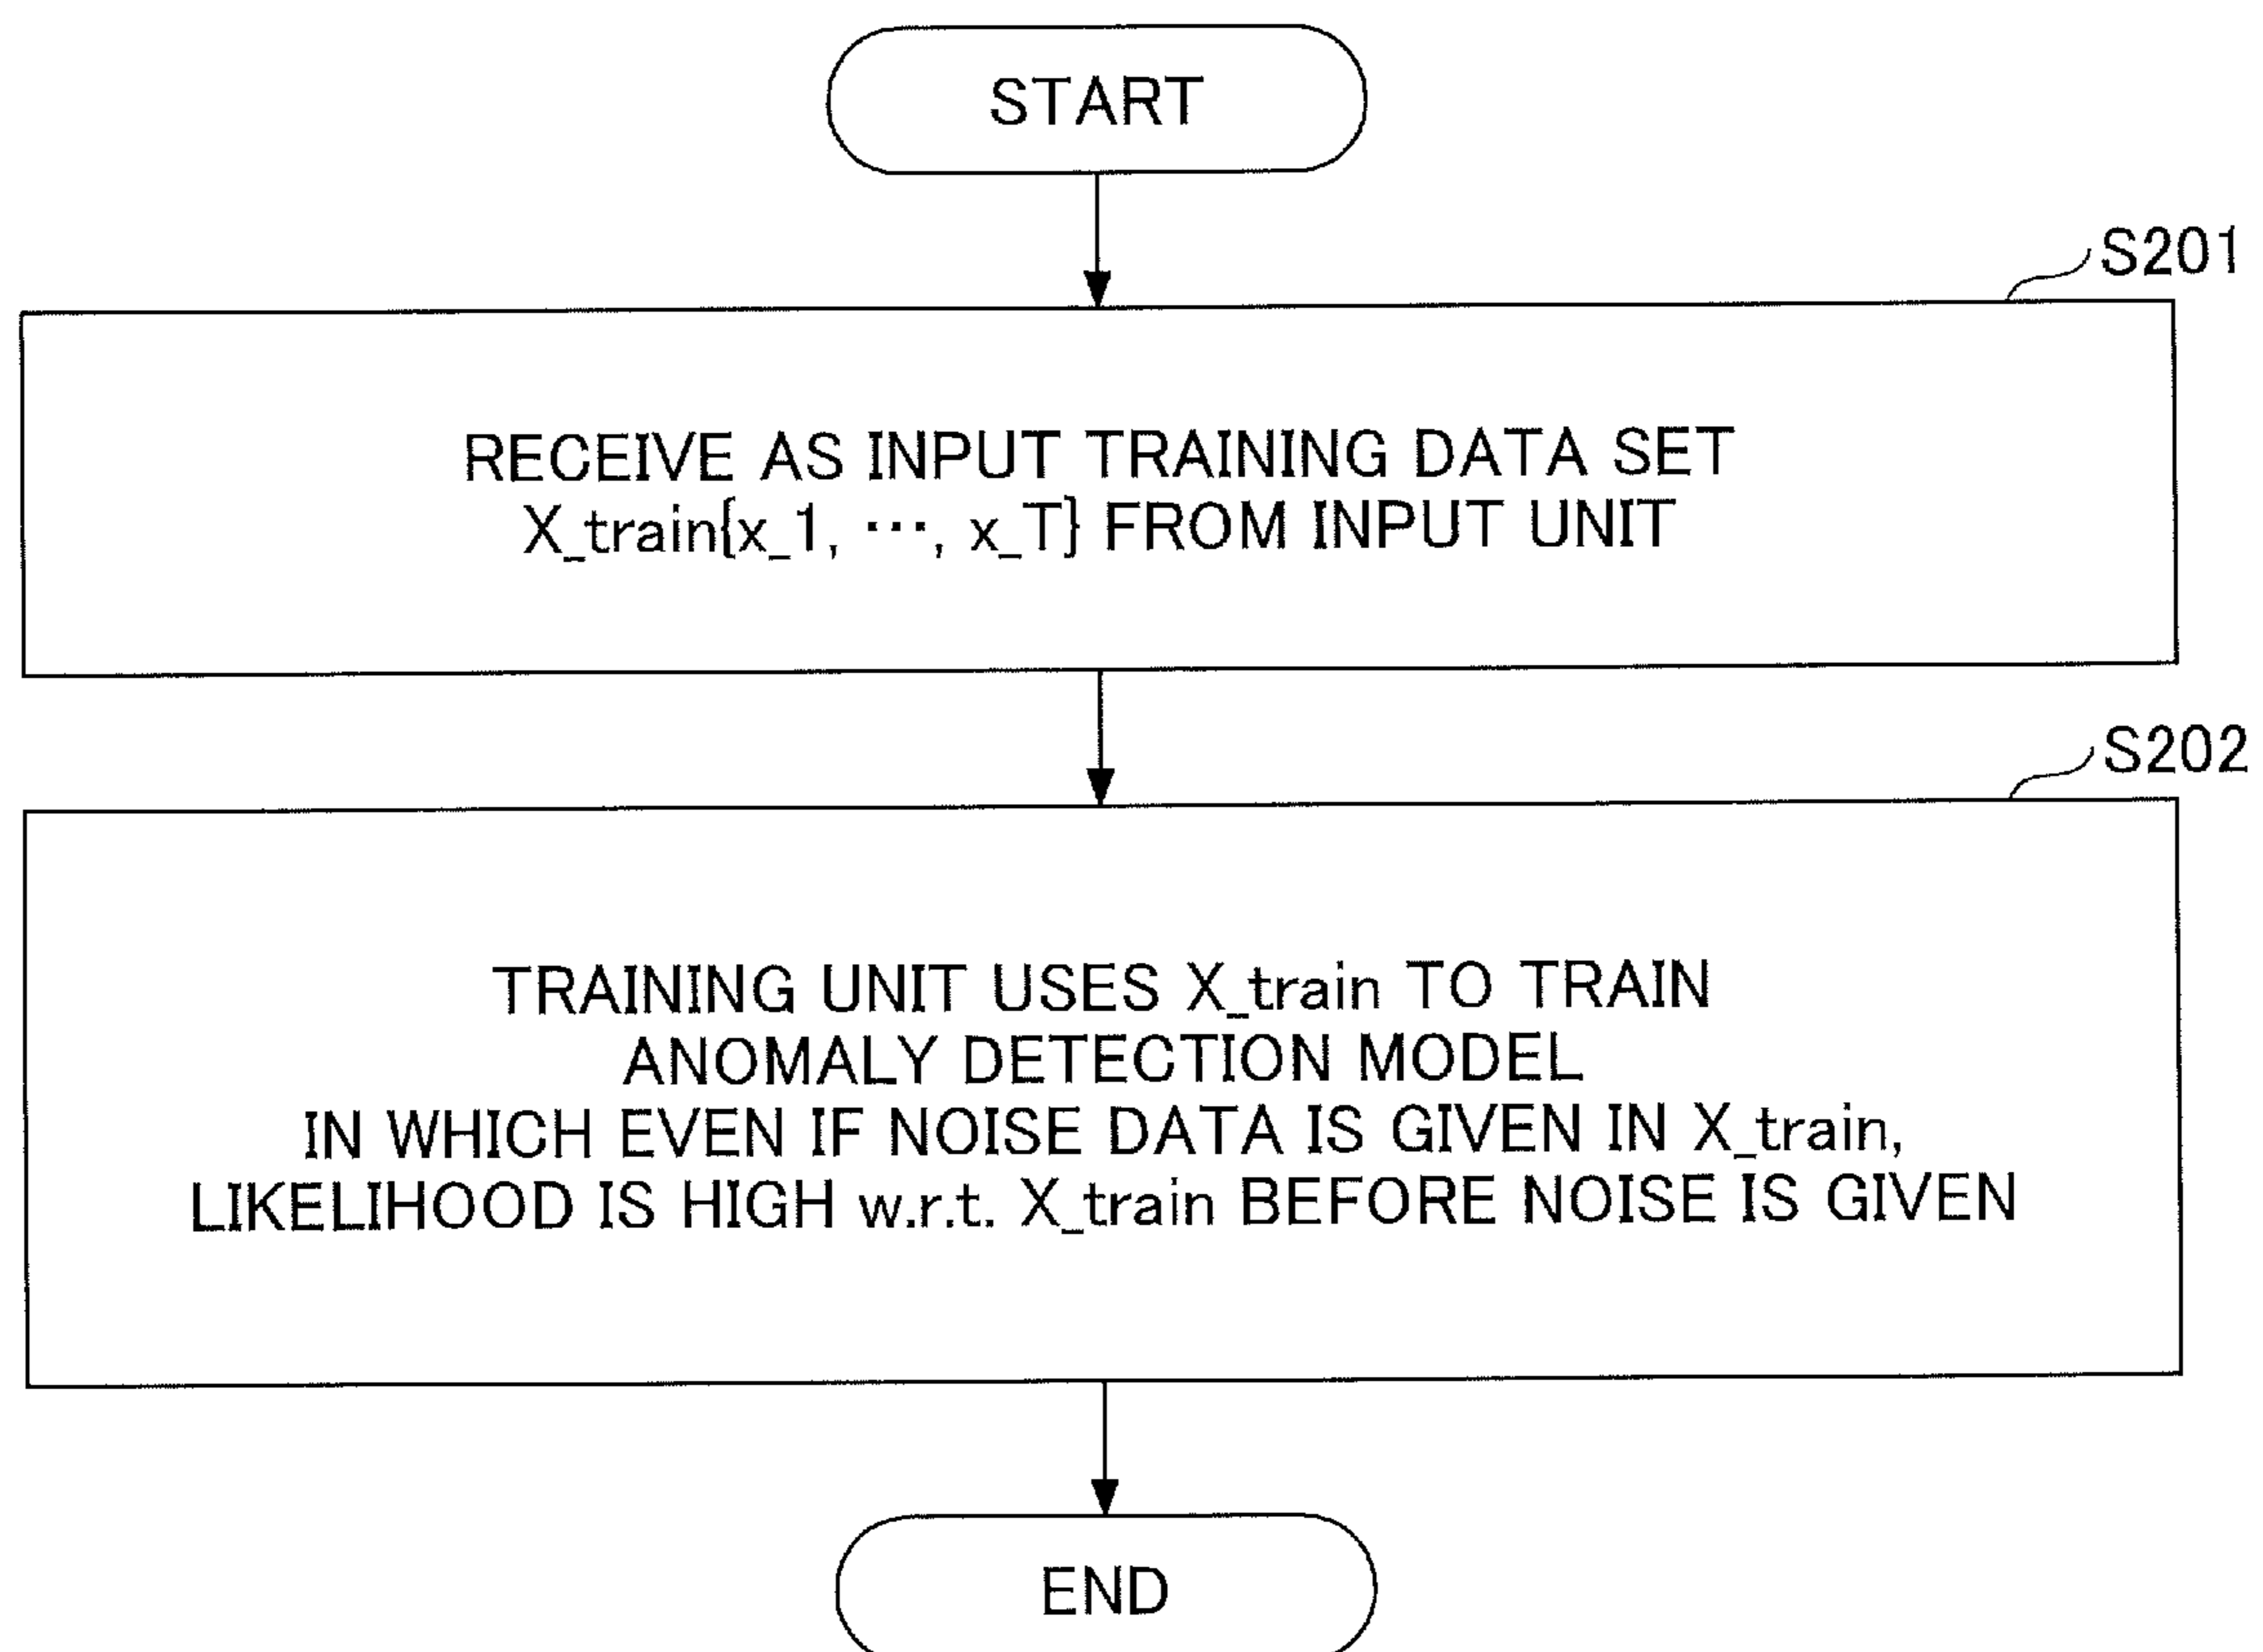 START
S201
RECEIVE AS INPUT TRAINING DATA SET
X_train{x_1, ⋯, x_T} FROM INPUT UNIT
S202
TRAINING UNIT USES X_train TO TRAIN
ANOMALY DETECTION MODEL
IN WHICH EVEN IF NOISE DATA IS GIVEN IN X_train,
LIKELIHOOD IS HIGH w.r.t. X_train BEFORE NOISE IS GIVEN
END